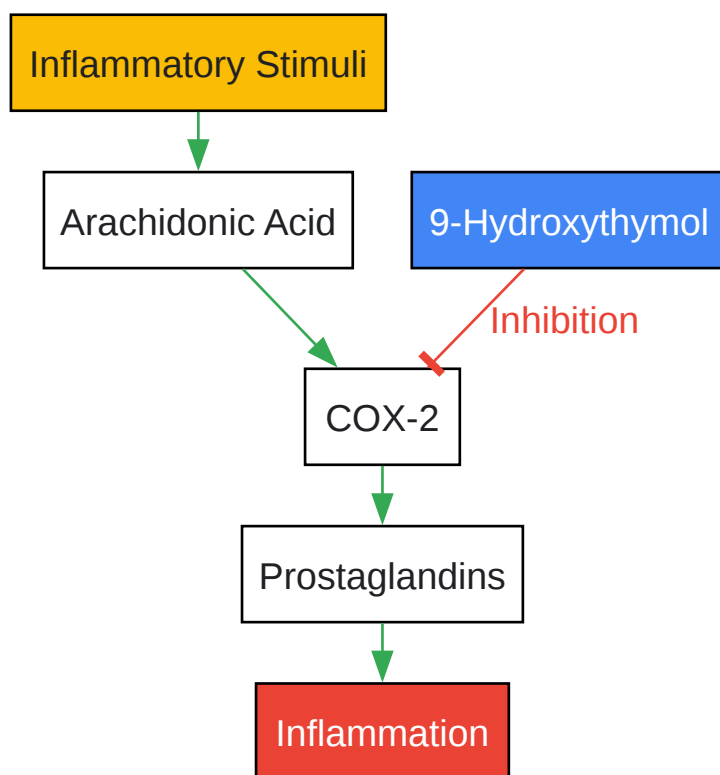 Inflammatory Stimuli
Arachidonic Acid
9-Hydroxythymol
Inhibition
COX-2
Prostaglandins
Inflammation